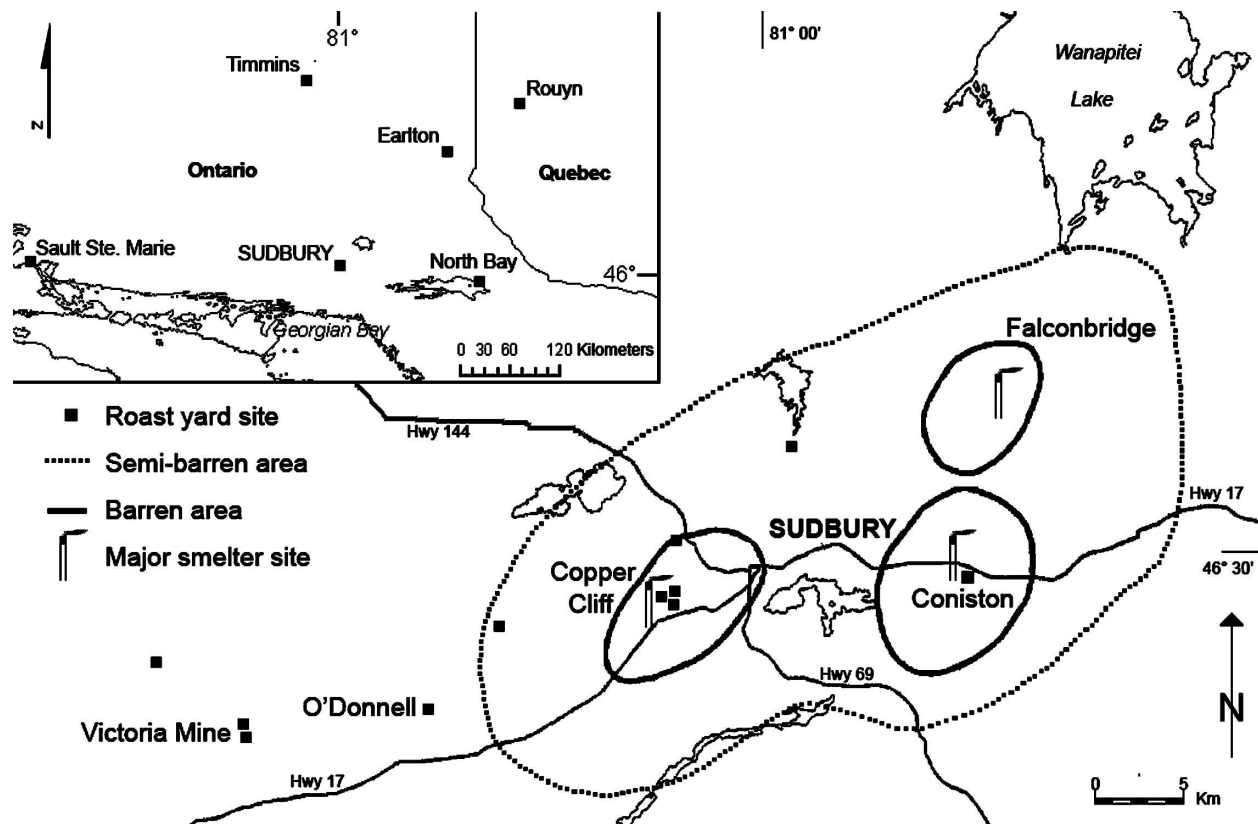 81°
Timmins
Rouyn
Earlton
Ontario
Quebec
Sault Ste. Marie
SUDBURY
North Bay
46°
Georgian Bay
0 30 60 120 Kilometers
N
81° 00'
Wanapitei
Lake
Falconbridge
Roast yard site
Semi-barren area
Barren area
Major smelter site
Hwy 144
Hwy 17
SUDBURY
46° 30'
Copper
Cliff
Coniston
Hwy 69
O'Donnell
Victoria Mine
Hwy 17
N
0 5
Km